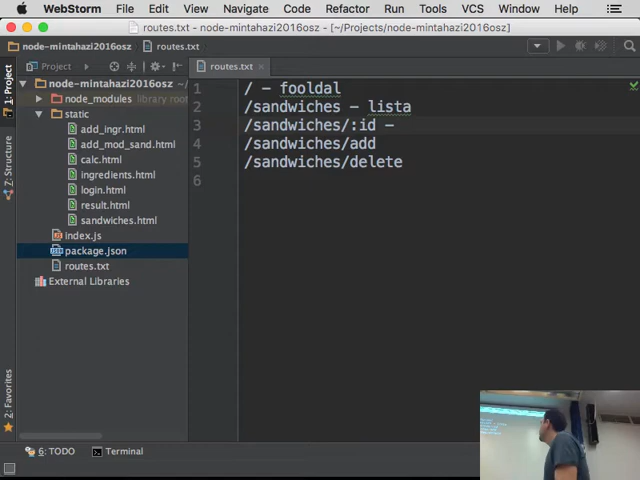 WebStorm File Edit View Navigate Code Refactor Run Tools VCS Window Help
routes.txt - node-mintahazi2016osz - [~/Projects/node-mintahazi2016osz]
node-mintahazi2016osz routes.txt
Project routes.txt
node-mintahazi2016osz ~/
node_modules library root
static
add_ingr.html
add_mod_sand.html
calc.html
ingredients.html
login.html
result.html
sandwiches.html
index.js
package.json
routes.txt
External Libraries
1: Project
7: Structure
2: Favorites
1 / - fooldal
2 /sandwiches - lista
3 /sandwiches/:id -
4 /sandwiches/add
5 /sandwiches/delete
6
6: TODO Terminal